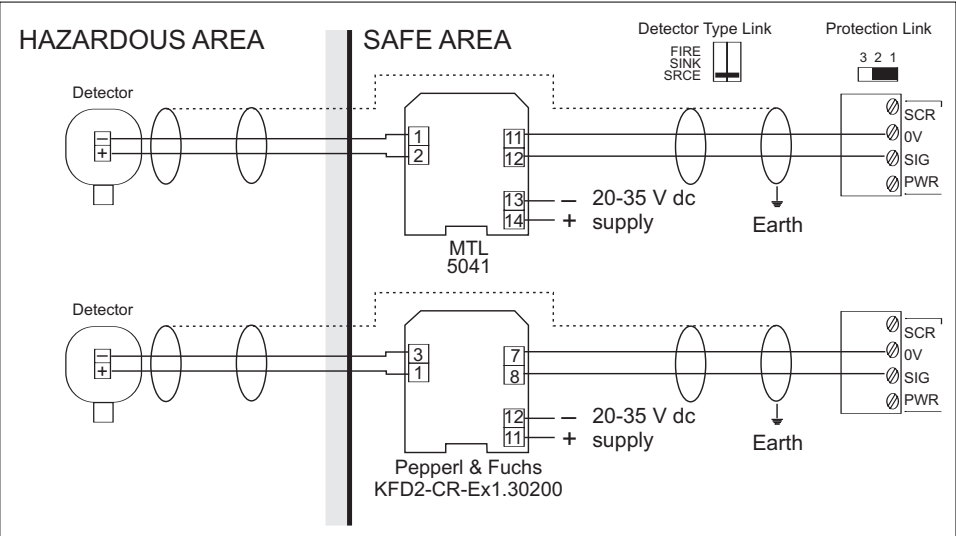 HAZARDOUS AREA
SAFE AREA
Detector Type Link
FIRE
SINK
SRCE
Protection Link
3 2 1
Detector
–
+
1
2
11
12
13
14
– 20-35 V dc
+ supply
MTL
5041
Earth
SCR
0V
SIG
PWR
Detector
–
+
3
1
7
8
12
11
– 20-35 V dc
+ supply
Pepperl & Fuchs
KFD2-CR-Ex1.30200
Earth
SCR
0V
SIG
PWR